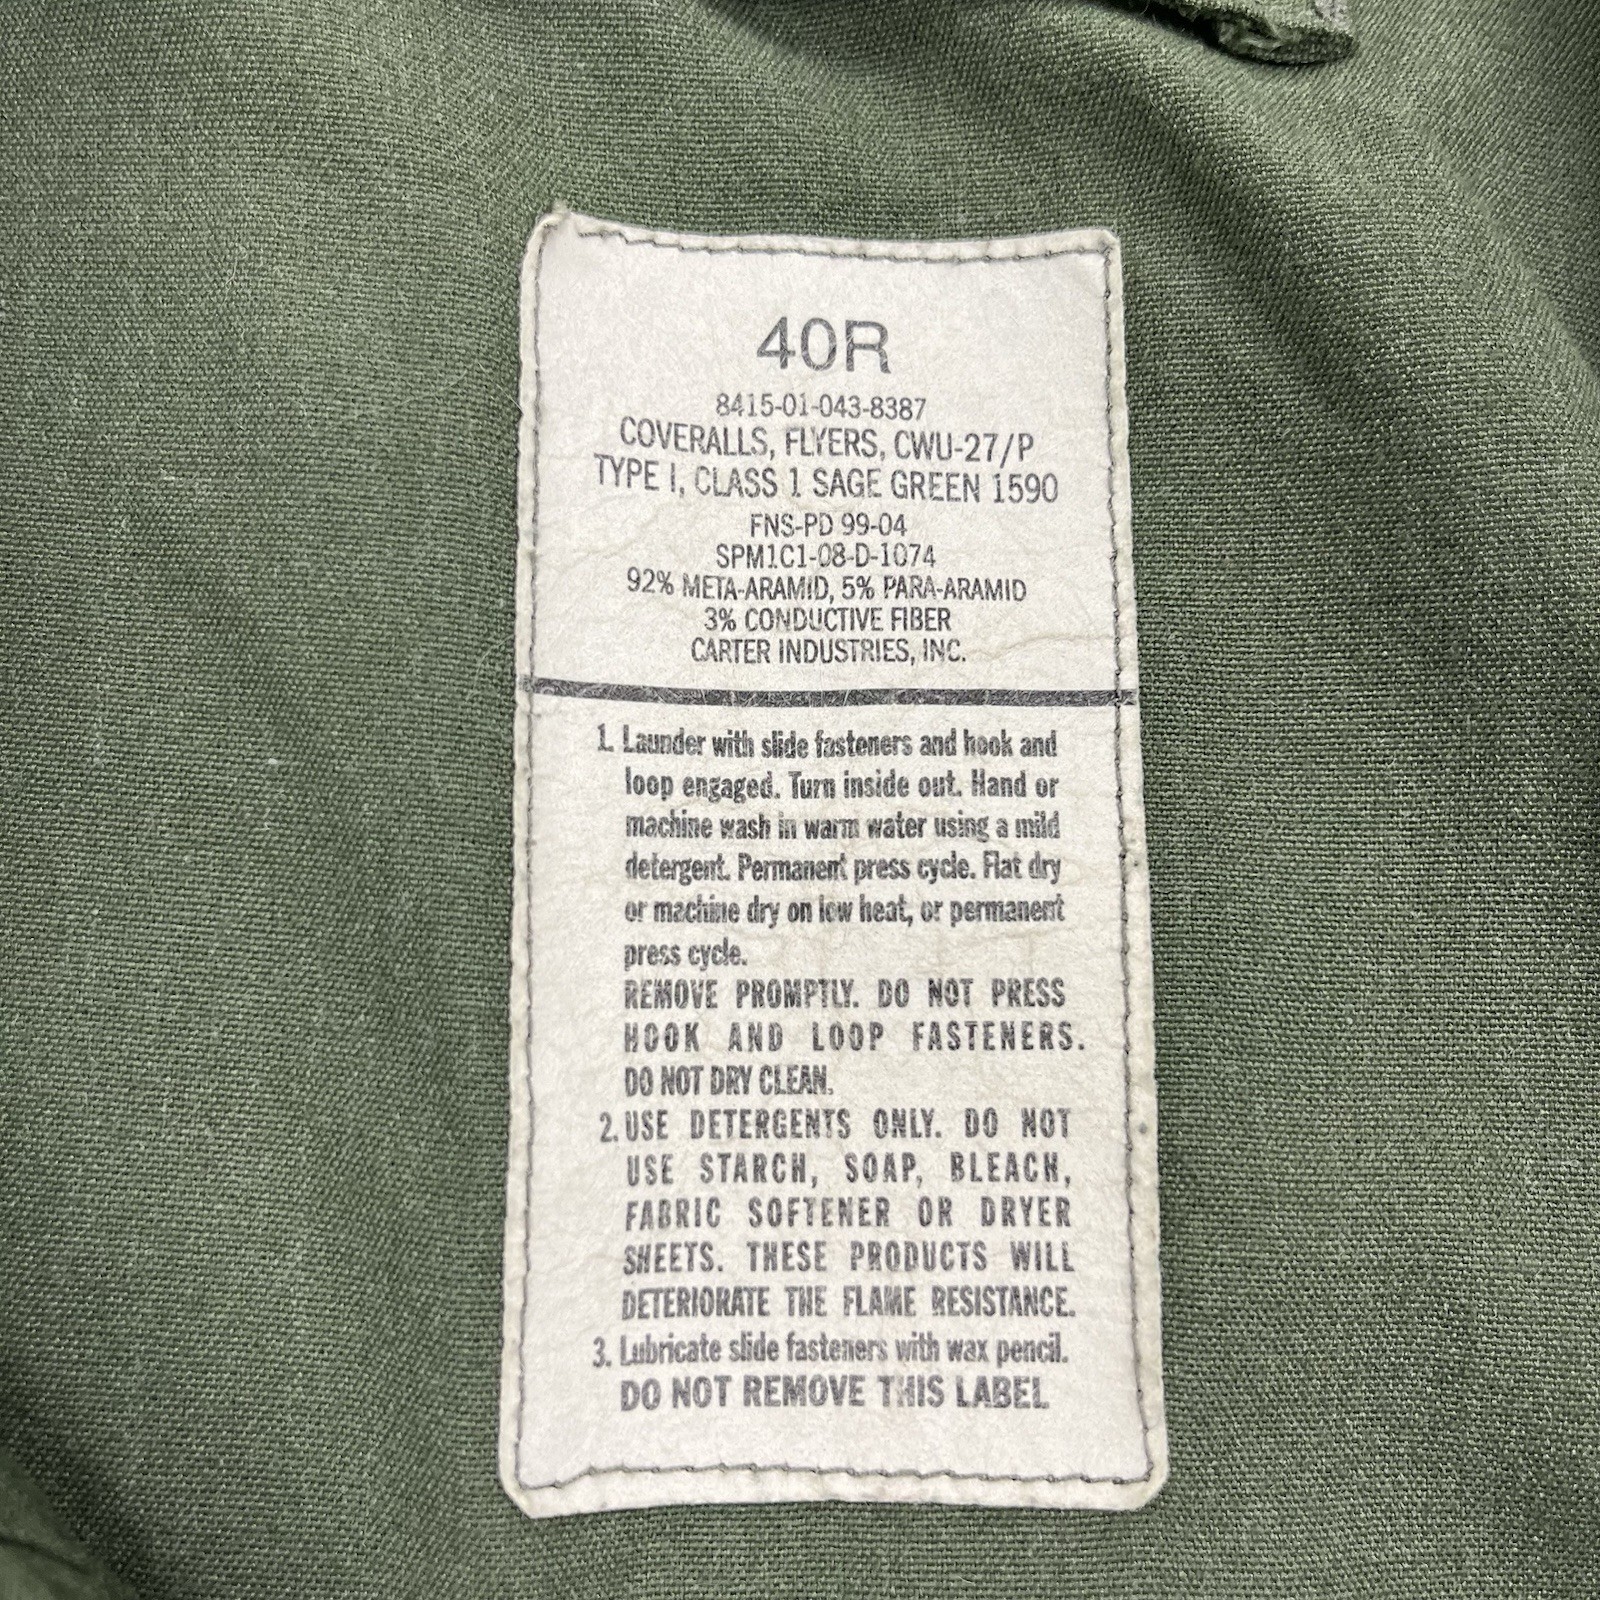 40R
8415-01-043-8387
COVERALLS, FLYERS, CWU-27/P
TYPE I, CLASS 1 SAGE GREEN 1590
FNS-PD 99-04
SPM1C1-08-D-1074
92% META-ARAMID, 5% PARA-ARAMID
3% CONDUCTIVE FIBER
CARTER INDUSTRIES, INC.
1. Launder with slide fasteners and hook and
loop engaged. Turn inside out. Hand or
machine wash in warm water using a mild
detergent. Permanent press cycle. Flat dry
or machine dry on low heat, or permanent
press cycle.
REMOVE PROMPTLY. DO NOT PRESS
HOOK AND LOOP FASTENERS.
DO NOT DRY CLEAN.
2. USE DETERGENTS ONLY. DO NOT
USE STARCH, SOAP, BLEACH,
FABRIC SOFTENER OR DRYER
SHEETS. THESE PRODUCTS WILL
DETERIORATE THE FLAME RESISTANCE.
3. Lubricate slide fasteners with wax pencil.
DO NOT REMOVE THIS LABEL